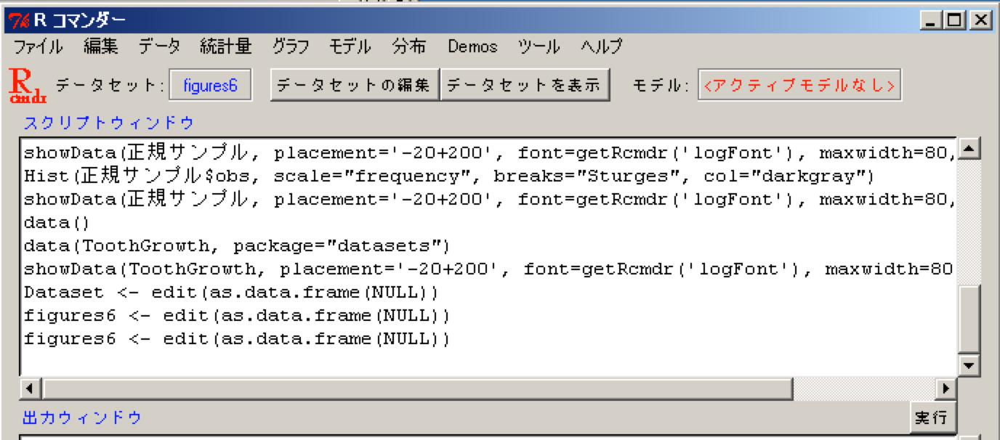 R コマンダー
ファイル 編集 データ 統計量 グラフ モデル 分布 Demos ツール ヘルプ
R cmdr データセット: figures6 データセットの編集 データセットを表示 モデル: <アクティブモデルなし>
スクリプトウィンドウ
showData(正規サンプル, placement='-20+200', font=getRcmdr('logFont'), maxwidth=80,
Hist(正規サンプル$obs, scale="frequency", breaks="Sturges", col="darkgray")
showData(正規サンプル, placement='-20+200', font=getRcmdr('logFont'), maxwidth=80,
data()
data(ToothGrowth, package="datasets")
showData(ToothGrowth, placement='-20+200', font=getRcmdr('logFont'), maxwidth=80
Dataset <- edit(as.data.frame(NULL))
figures6 <- edit(as.data.frame(NULL))
figures6 <- edit(as.data.frame(NULL))
出力ウィンドウ 実行